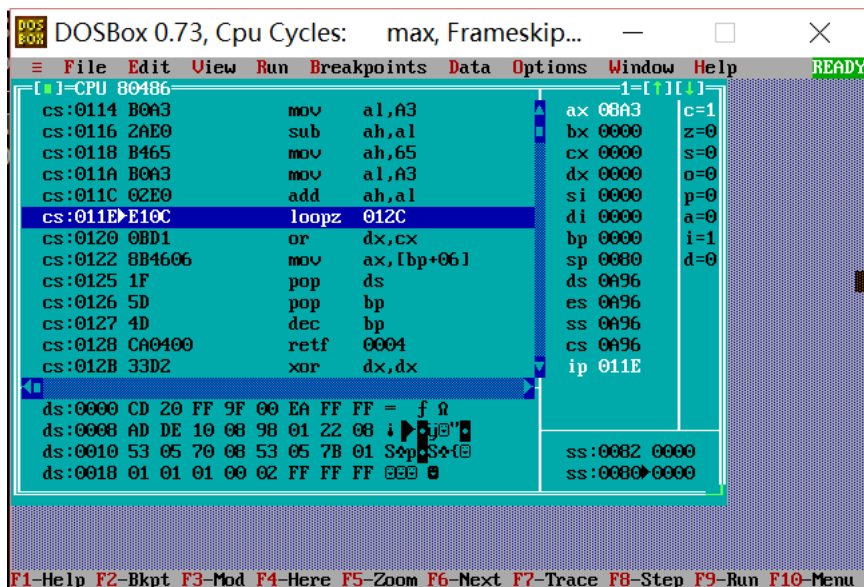 DOSBox 0.73, Cpu Cycles: max, Frameskip...
≡ File Edit View Run Breakpoints Data Options Window Help READY
[■]=CPU 80486 1=[↑][↓]
cs:0114 B0A3 mov al,A3 ax 08A3 c=1
cs:0116 2AE0 sub ah,al bx 0000 z=0
cs:0118 B465 mov ah,65 cx 0000 s=0
cs:011A B0A3 mov al,A3 dx 0000 o=0
cs:011C 02E0 add ah,al si 0000 p=0
cs:011E►E10C loopz 012C di 0000 a=0
cs:0120 0BD1 or dx,cx bp 0000 i=1
cs:0122 8B4606 mov ax,[bp+06] sp 0080 d=0
cs:0125 1F pop ds ds 0A96
cs:0126 5D pop bp es 0A96
cs:0127 4D dec bp ss 0A96
cs:0128 CA0400 retf 0004 cs 0A96
cs:012B 33D2 xor dx,dx ip 011E
ds:0000 CD 20 FF 9F 00 EA FF FF = ƒ Ω
ds:0008 AD DE 10 08 98 01 22 08
ds:0010 53 05 70 08 53 05 7B 01 S♣p◘S♣{☺ ss:0082 0000
ds:0018 01 01 01 00 02 FF FF FF ☺☺☺ ☻ ss:0080►0000
F1-Help F2-Bkpt F3-Mod F4-Here F5-Zoom F6-Next F7-Trace F8-Step F9-Run F10-Menu